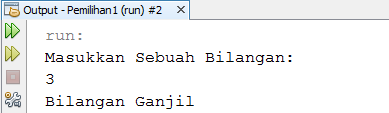 Output - Pemilihan1 (run) #2
run:
Masukkan Sebuah Bilangan:
3
Bilangan Ganjil